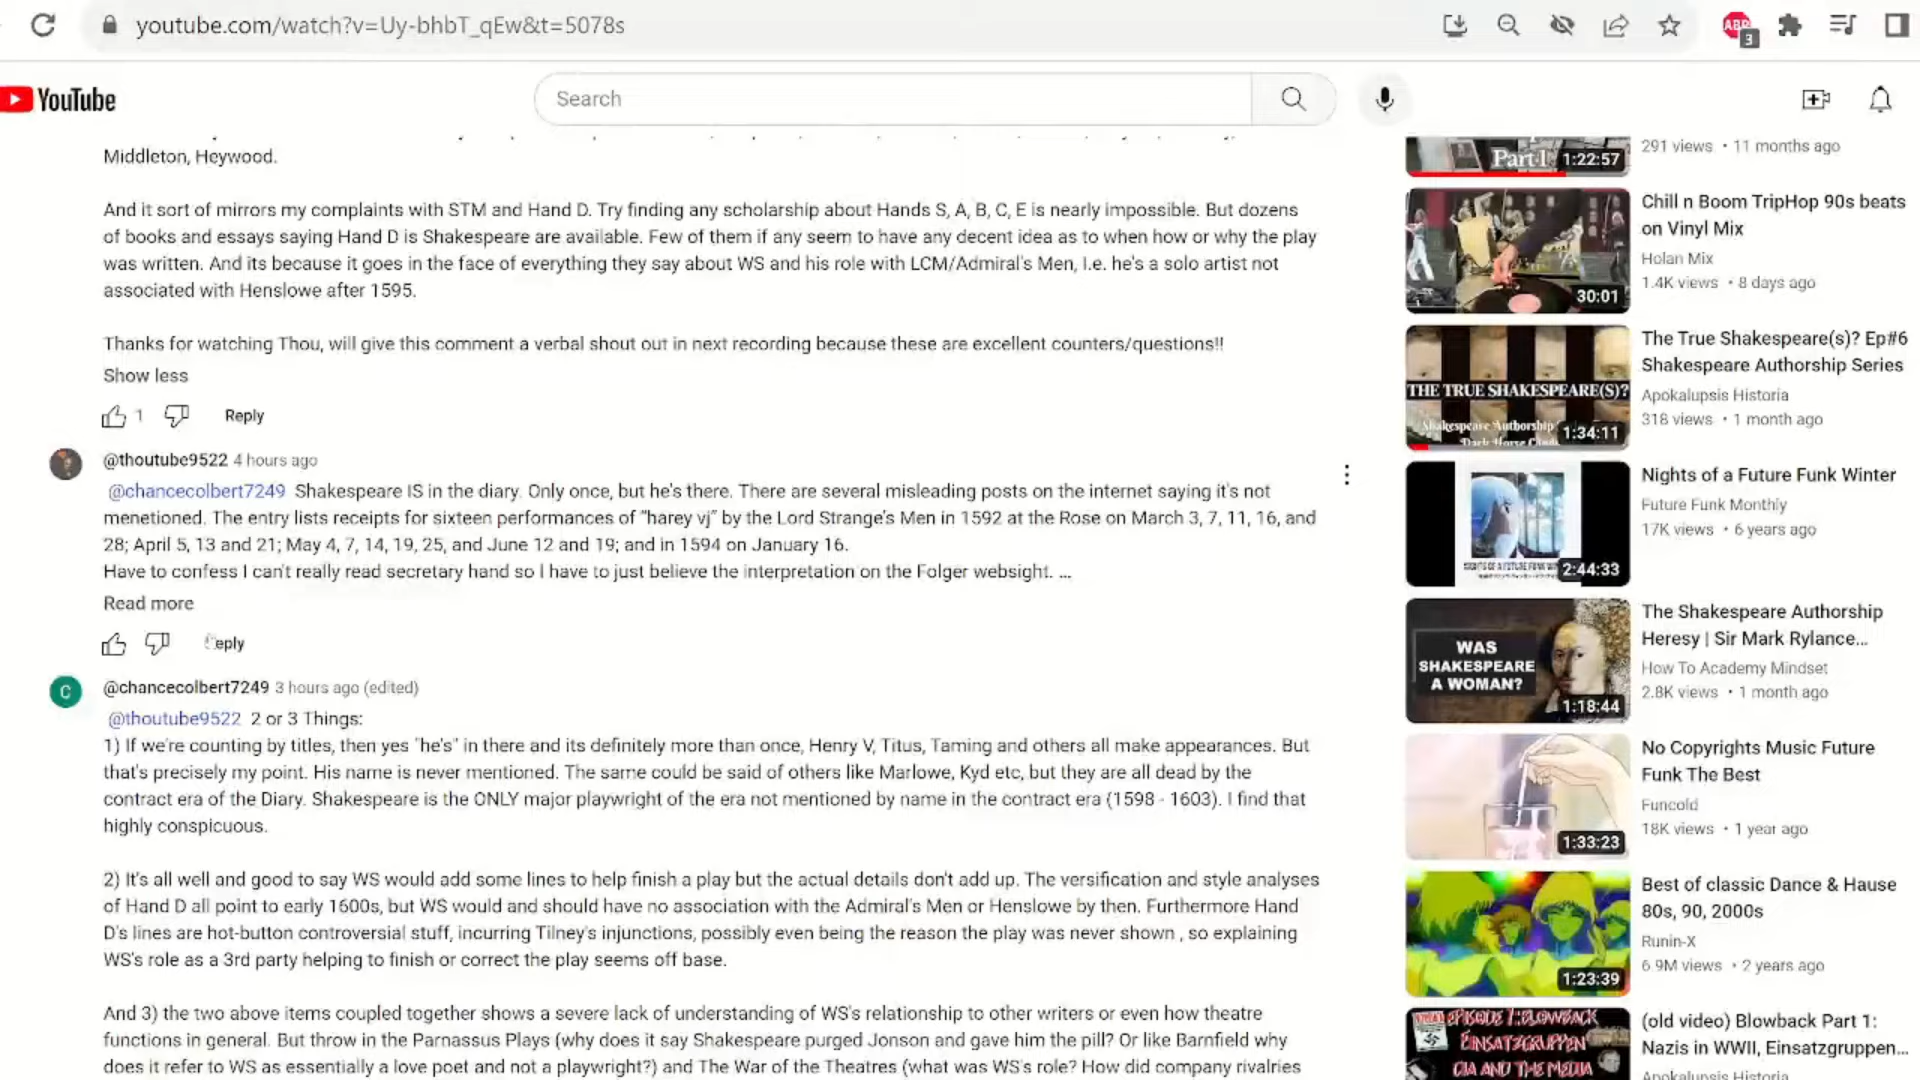 youtube.com/watch?v=Uy-bhbT_qEw&t=5078s
ABP
3
YouTube
Search
Middleton, Heywood.
And it sort of mirrors my complaints with STM and Hand D. Try finding any scholarship about Hands S, A, B, C, E is nearly impossible. But dozens
of books and essays saying Hand D is Shakespeare are available. Few of them if any seem to have any decent idea as to when how or why the play
was written. And its because it goes in the face of everything they say about WS and his role with LCM/Admiral's Men, I.e. he's a solo artist not
associated with Henslowe after 1595.
Thanks for watching Thou, will give this comment a verbal shout out in next recording because these are excellent counters/questions!!
Show less
1
Reply
@thoutube9522 4 hours ago
@chancecolbert7249 Shakespeare IS in the diary. Only once, but he's there. There are several misleading posts on the internet saying it's not
menetioned. The entry lists receipts for sixteen performances of "harey vj" by the Lord Strange's Men in 1592 at the Rose on March 3, 7, 11, 16, and
28; April 5, 13 and 21; May 4, 7, 14, 19, 25, and June 12 and 19; and in 1594 on January 16.
Have to confess I can't really read secretary hand so I have to just believe the interpretation on the Folger websight. ...
Read more
Reply
C
@chancecolbert7249 3 hours ago (edited)
@thoutube9522 2 or 3 Things:
1) If we're counting by titles, then yes "he's" in there and its definitely more than once, Henry V, Titus, Taming and others all make appearances. But
that's precisely my point. His name is never mentioned. The same could be said of others like Marlowe, Kyd etc, but they are all dead by the
contract era of the Diary. Shakespeare is the ONLY major playwright of the era not mentioned by name in the contract era (1598 - 1603). I find that
highly conspicuous.
2) It's all well and good to say WS would add some lines to help finish a play but the actual details don't add up. The versification and style analyses
of Hand D all point to early 1600s, but WS would and should have no association with the Admiral's Men or Henslowe by then. Furthermore Hand
D's lines are hot-button controversial stuff, incurring Tilney's injunctions, possibly even being the reason the play was never shown , so explaining
WS's role as a 3rd party helping to finish or correct the play seems off base.
And 3) the two above items coupled together shows a severe lack of understanding of WS's relationship to other writers or even how theatre
functions in general. But throw in the Parnassus Plays (why does it say Shakespeare purged Jonson and gave him the pill? Or like Barnfield why
does it refer to WS as essentially a love poet and not a playwright?) and The War of the Theatres (what was WS's role? How did company rivalries
Part 1
1:22:57
291 views • 11 months ago
30:01
Chill n Boom TripHop 90s beats
on Vinyl Mix
Holan Mix
1.4K views • 8 days ago
THE TRUE SHAKESPEARE(S)?
Shakespeare Authorship
Dark Horse
1:34:11
The True Shakespeare(s)? Ep#6
Shakespeare Authorship Series
Apokalupsis Historia
318 views • 1 month ago
NIGHTS OF A FUTURE FUNK
2:44:33
Nights of a Future Funk Winter
Future Funk Monthly
17K views • 6 years ago
WAS
SHAKESPEARE
A WOMAN?
1:18:44
The Shakespeare Authorship
Heresy | Sir Mark Rylance...
How To Academy Mindset
2.8K views • 1 month ago
1:33:23
No Copyrights Music Future
Funk The Best
Funcold
18K views • 1 year ago
1:23:39
Best of classic Dance & Hause
80s, 90, 2000s
Runin-X
6.9M views • 2 years ago
EPISODE 1: BLOWBACK
EINSATZGRUPPEN
CIA AND THE MEDIA
(old video) Blowback Part 1:
Nazis in WWII, Einsatzgruppen...
Apokalupsis Historia